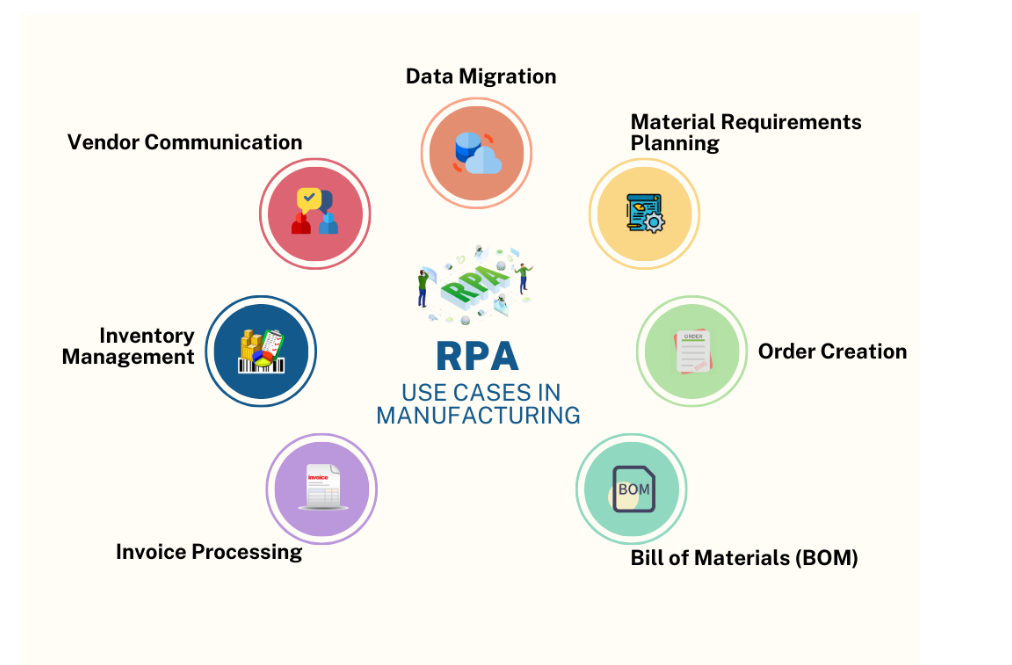 Data Migration
Material Requirements
Planning
Vendor Communication
RPA
Inventory
Management
ORDER
Order Creation
RPA
USE CASES IN
MANUFACTURING
invoice
BOM
Invoice Processing
Bill of Materials (BOM)